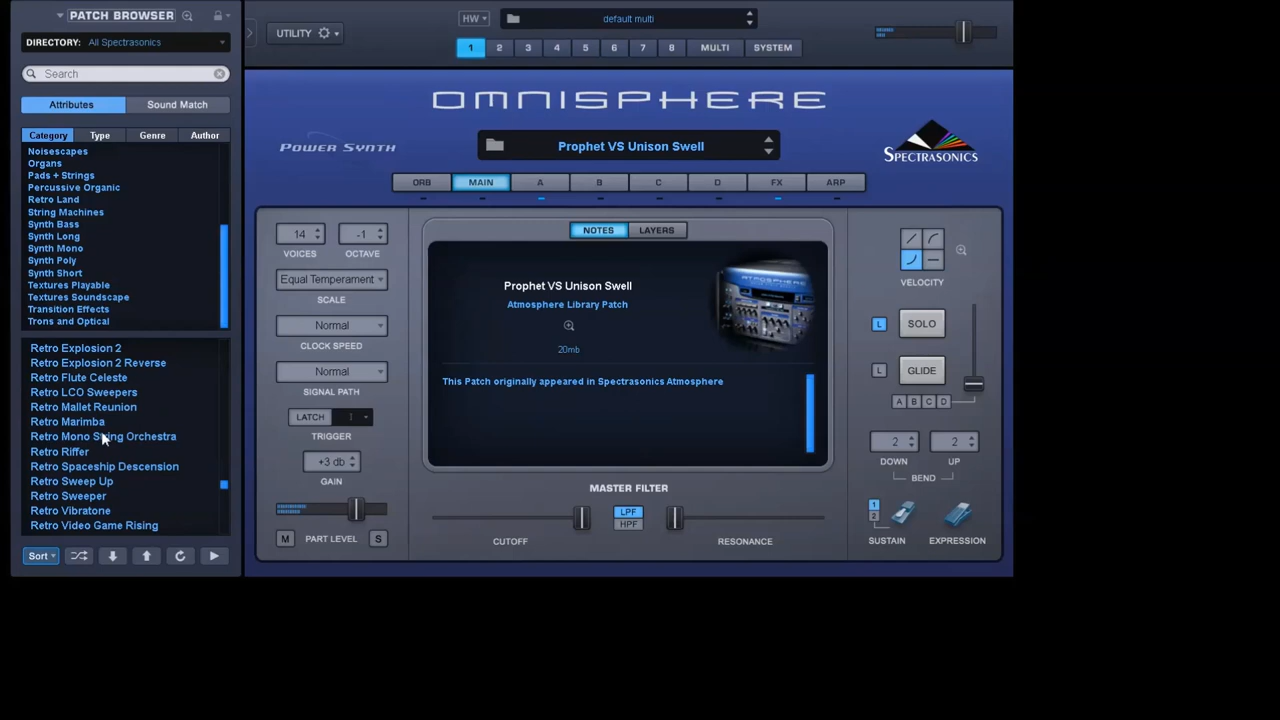 PATCH BROWSER
DIRECTORY: All Spectrasonics
Search
Attributes Sound Match
Category Type Genre Author
Noisescapes
Organs
Pads + Strings
Percussive Organic
Retro Land
String Machines
Synth Bass
Synth Long
Synth Mono
Synth Poly
Synth Short
Textures Playable
Textures Soundscape
Transition Effects
Trons and Optical
Retro Explosion 2
Retro Explosion 2 Reverse
Retro Flute Celeste
Retro LCO Sweepers
Retro Mallet Reunion
Retro Marimba
Retro Mono String Orchestra
Retro Riffer
Retro Spaceship Descension
Retro Sweep Up
Retro Sweeper
Retro Vibratone
Retro Video Game Rising
Sort
UTILITY
HW
default multi
1 2 3 4 5 6 7 8 MULTI SYSTEM
OMNISPHERE
POWER SYNTH
Prophet VS Unison Swell
SPECTRASONICS
ORB MAIN A B C D FX ARP
14 -1
VOICES OCTAVE
Equal Temperament
SCALE
Normal
CLOCK SPEED
Normal
SIGNAL PATH
LATCH 1
TRIGGER
+3 db
GAIN
M PART LEVEL S
NOTES LAYERS
Prophet VS Unison Swell
Atmosphere Library Patch
20mb
This Patch originally appeared in Spectrasonics Atmosphere
ATMOSPHERE
MASTER FILTER
LPF
HPF
CUTOFF RESONANCE
VELOCITY
L SOLO
L GLIDE
A B C D
2 2
DOWN UP
BEND
1
2
SUSTAIN EXPRESSION